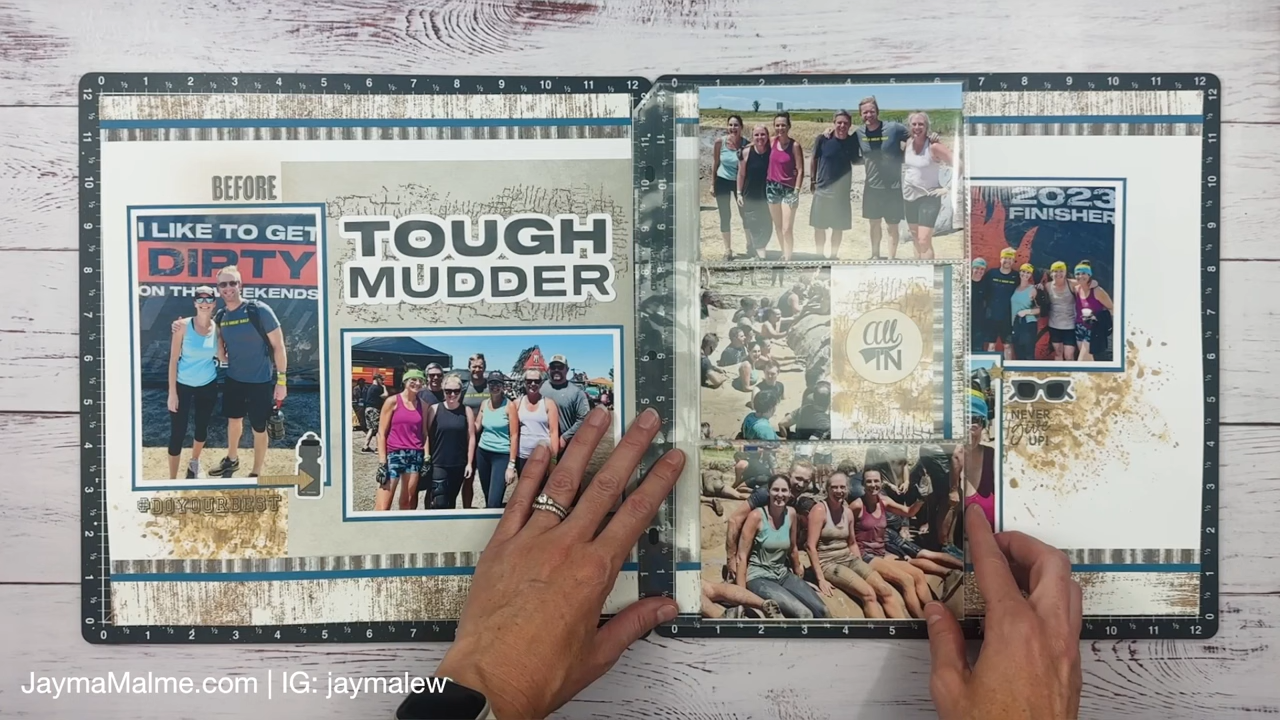 BEFORE
I LIKE TO GET
DIRTY
ON THE WEEKENDS
#DOYOURBEST
TOUGH
MUDDER
all
IN
2023
FINISHER
NEVER
give
UP!
JaymaMalme.com | IG: jaymalew